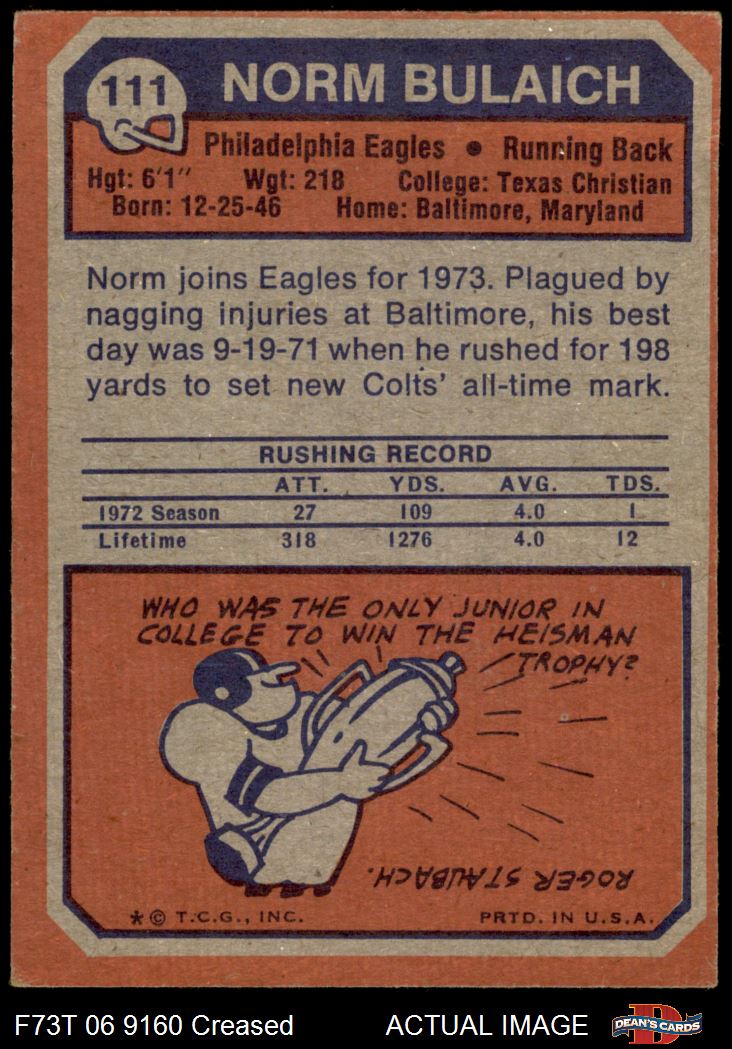 111
NORM BULAICH
Philadelphia Eagles • Running Back
Hgt: 6'1" Wgt: 218 College: Texas Christian
Born: 12-25-46 Home: Baltimore, Maryland
Norm joins Eagles for 1973. Plagued by
nagging injuries at Baltimore, his best
day was 9-19-71 when he rushed for 198
yards to set new Colts' all-time mark.
RUSHING RECORD
ATT. YDS. AVG. TDS.
1972 Season 27 109 4.0 1
Lifetime 318 1276 4.0 12
WHO WAS THE ONLY JUNIOR IN
COLLEGE TO WIN THE HEISMAN
TROPHY?
ROGER STAUBACH.
*© T.C.G., INC. PRTD. IN U.S.A.
F73T 06 9160 Creased ACTUAL IMAGE
D
DEAN'S CARDS